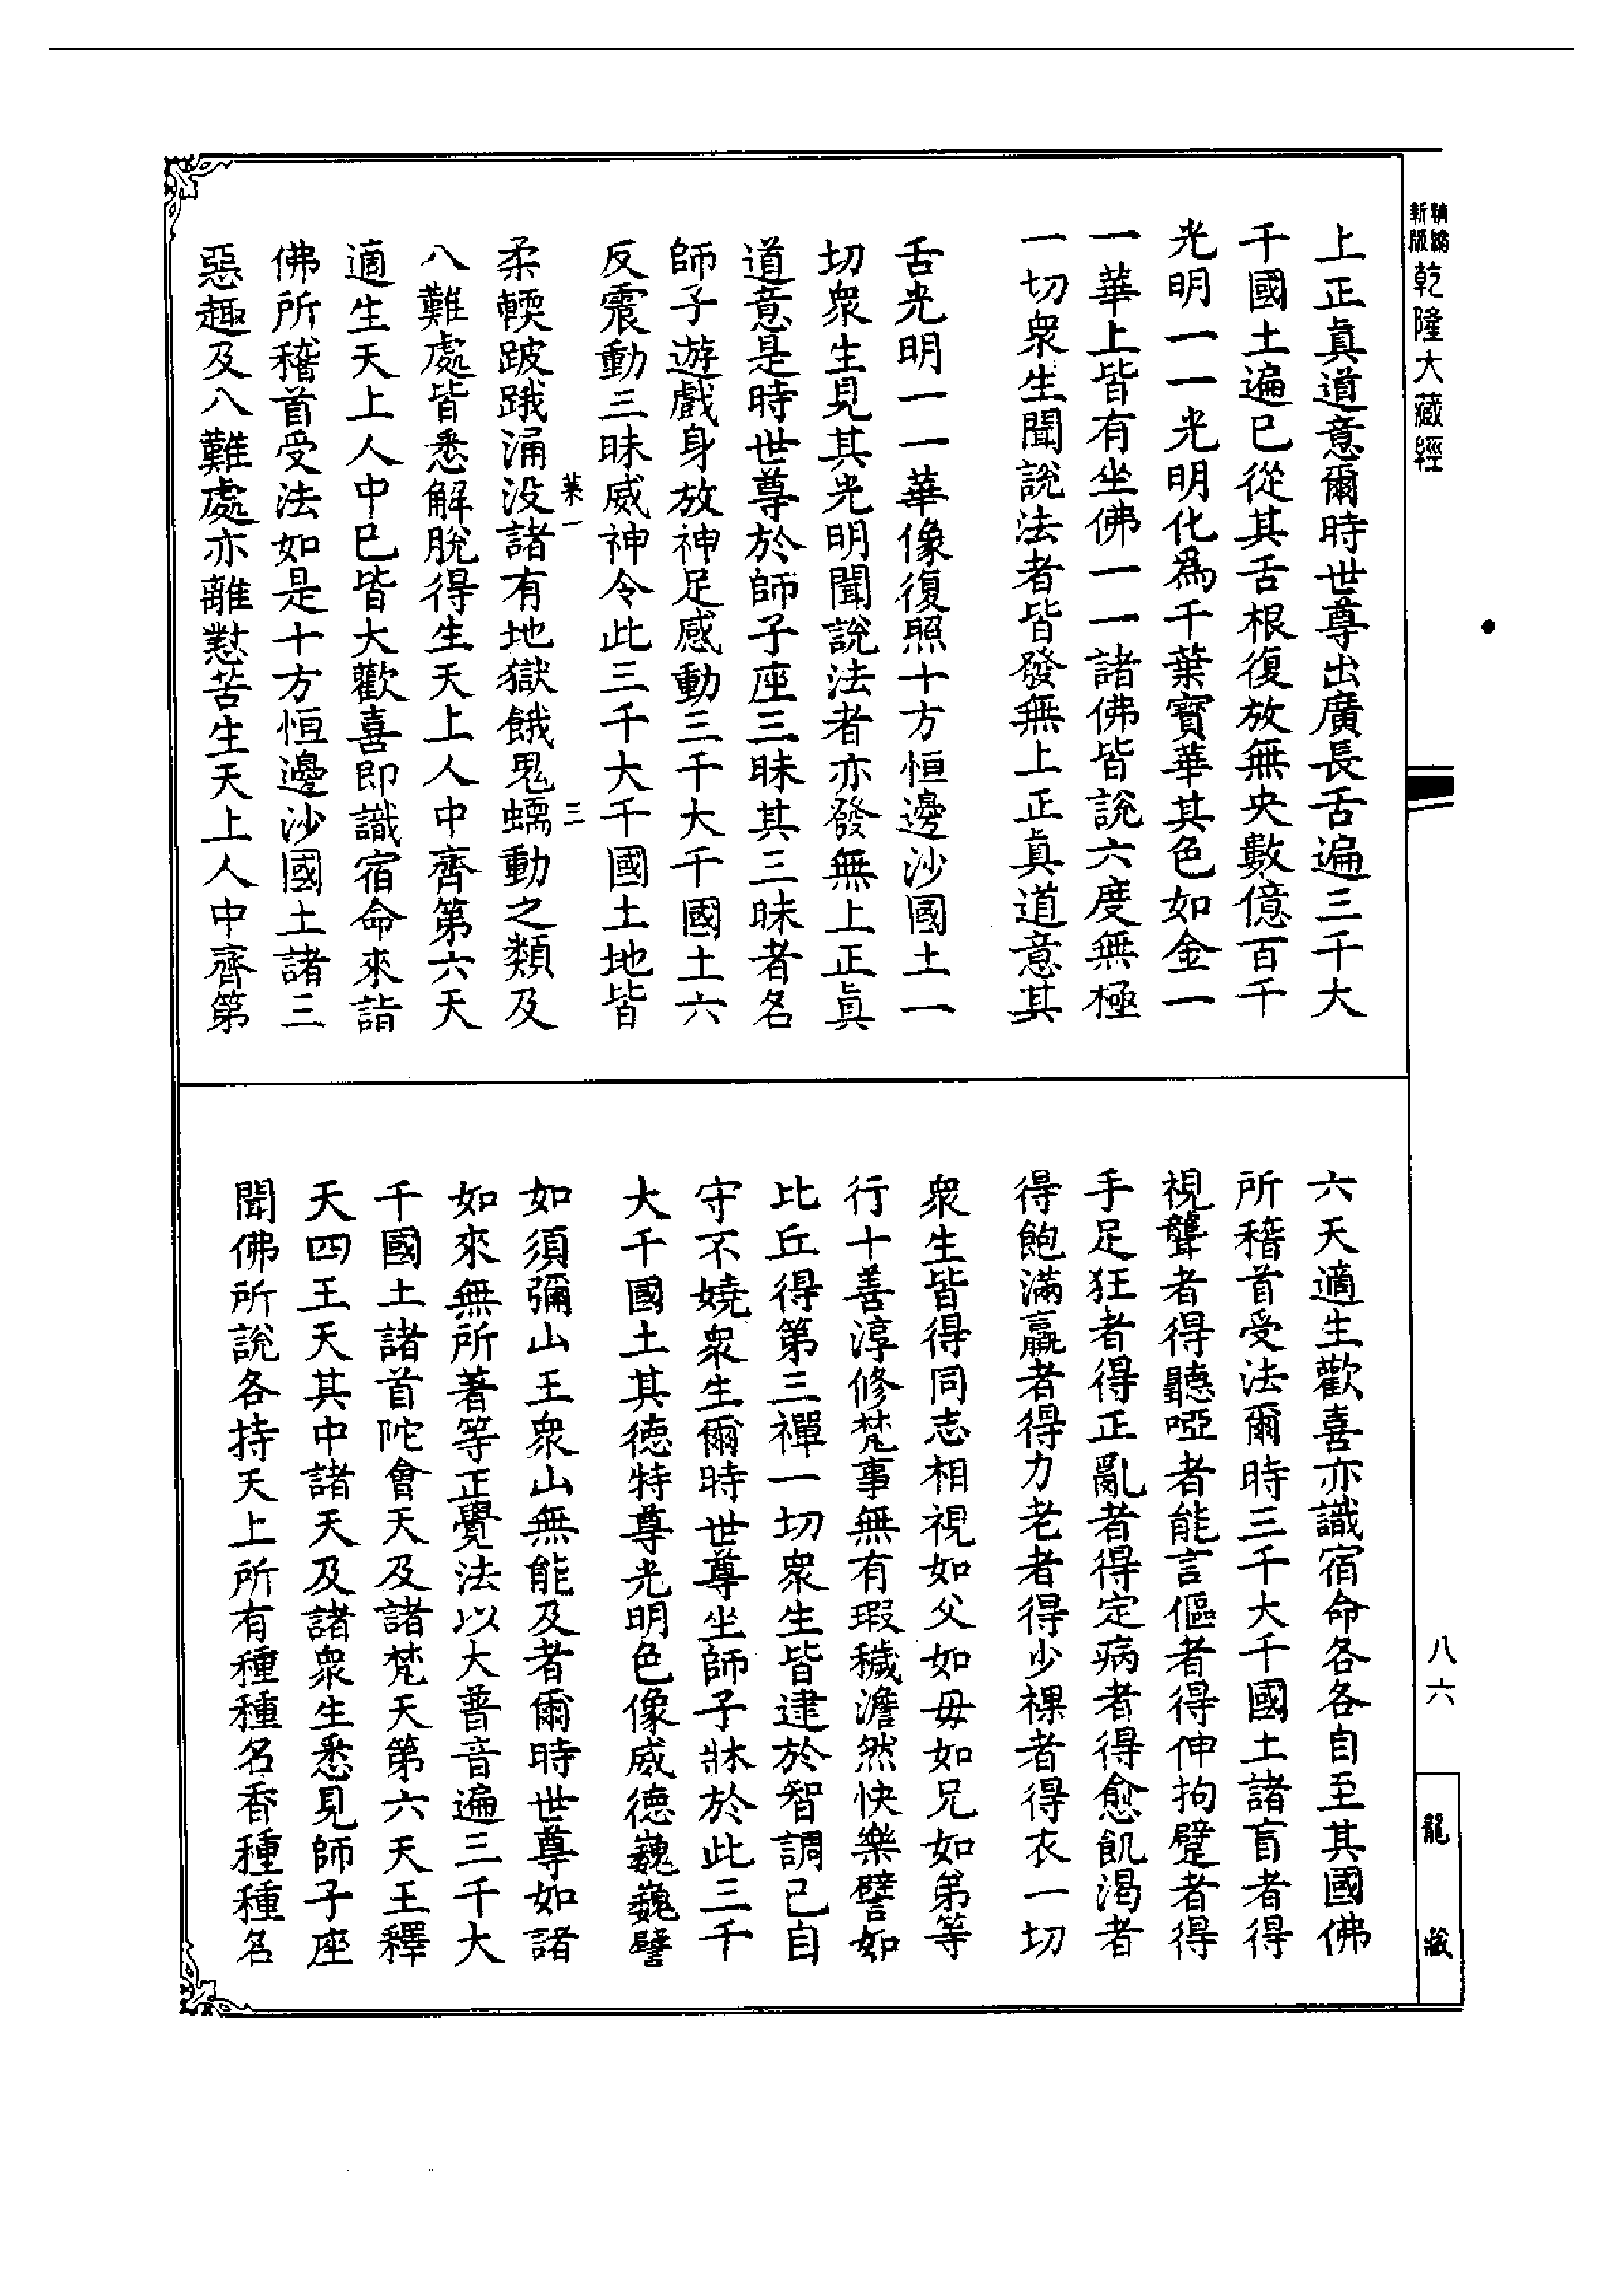 新版
乾隆大藏經
上正真道意爾時世尊出廣長舌遍三千大
千國土遍已從其舌根復放無央數億百千
光明一一光明化為千葉寶華其色如金一
一華上皆有坐佛一一諸佛皆說六度無極
一切衆生聞說法者皆發無上正真道意其
舌光明一一華像復照十方恒邊沙國土一
切衆生見其光明聞說法者亦發無上正真
道意是時世尊於師子座三昧其三昧者名
師子遊戲身放神足感動三千大千國土六
反震動三昧威神令此三千大千國土地皆
葉一
三
柔輭跛踐涌没諸有地獄餓鬼蠕動之類及
八難處皆悉解脫得生天上人中齊第六天
適生天上人中已皆大歡喜即識宿命來詣
佛所稽首受法如是十方恒邊沙國土諸三
惡趣及八難處亦離懟苦生天上人中齊第
六天適生歡喜亦識宿命各各自至其國佛
所稽首受法爾時三千大千國土諸盲者得
視聾者得聽啞者能言傴者得伸拘躄者得
手足狂者得正亂者得定病者得愈飢渴者
得飽滿羸者得力老者得少裸者得衣一切
衆生皆得同志相視如父如母如兄如弟等
行十善淳修梵事無有瑕穢澹然快樂譬如
比丘得第三禪一切衆生皆逮於智調已自
守不嬈衆生爾時世尊坐師子牀於此三千
大千國土其德特尊光明色像威德巍巍譬
如須彌山王衆山無能及者爾時世尊如諸
如來無所著等正覺法以大普音遍三千大
千國土諸首陀會天及諸梵天第六天王釋
天四王天其中諸天及諸衆生悉見師子座
聞佛所說各持天上所有種種名香種種名
八六
龍藏